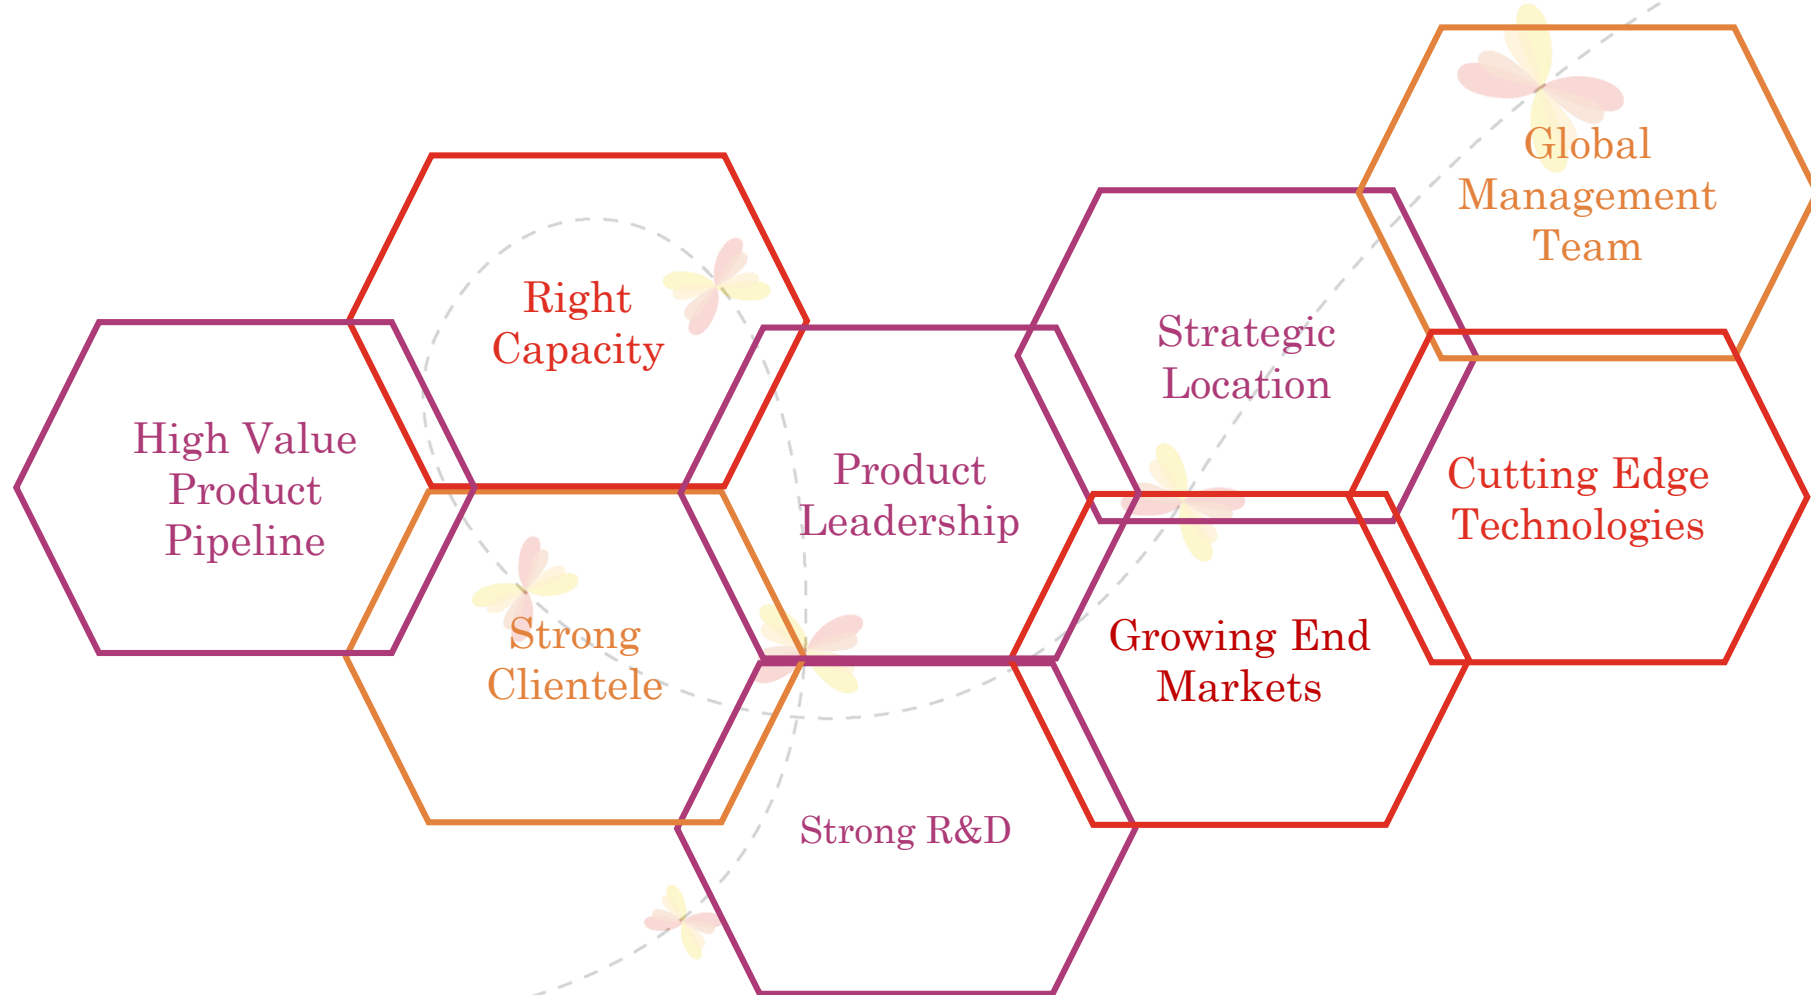 High Value
Product
Pipeline
Right
Capacity
Strong
Clientele
Product
Leadership
Strong R&D
Strategic
Location
Growing End
Markets
Global
Management
Team
Cutting Edge
Technologies